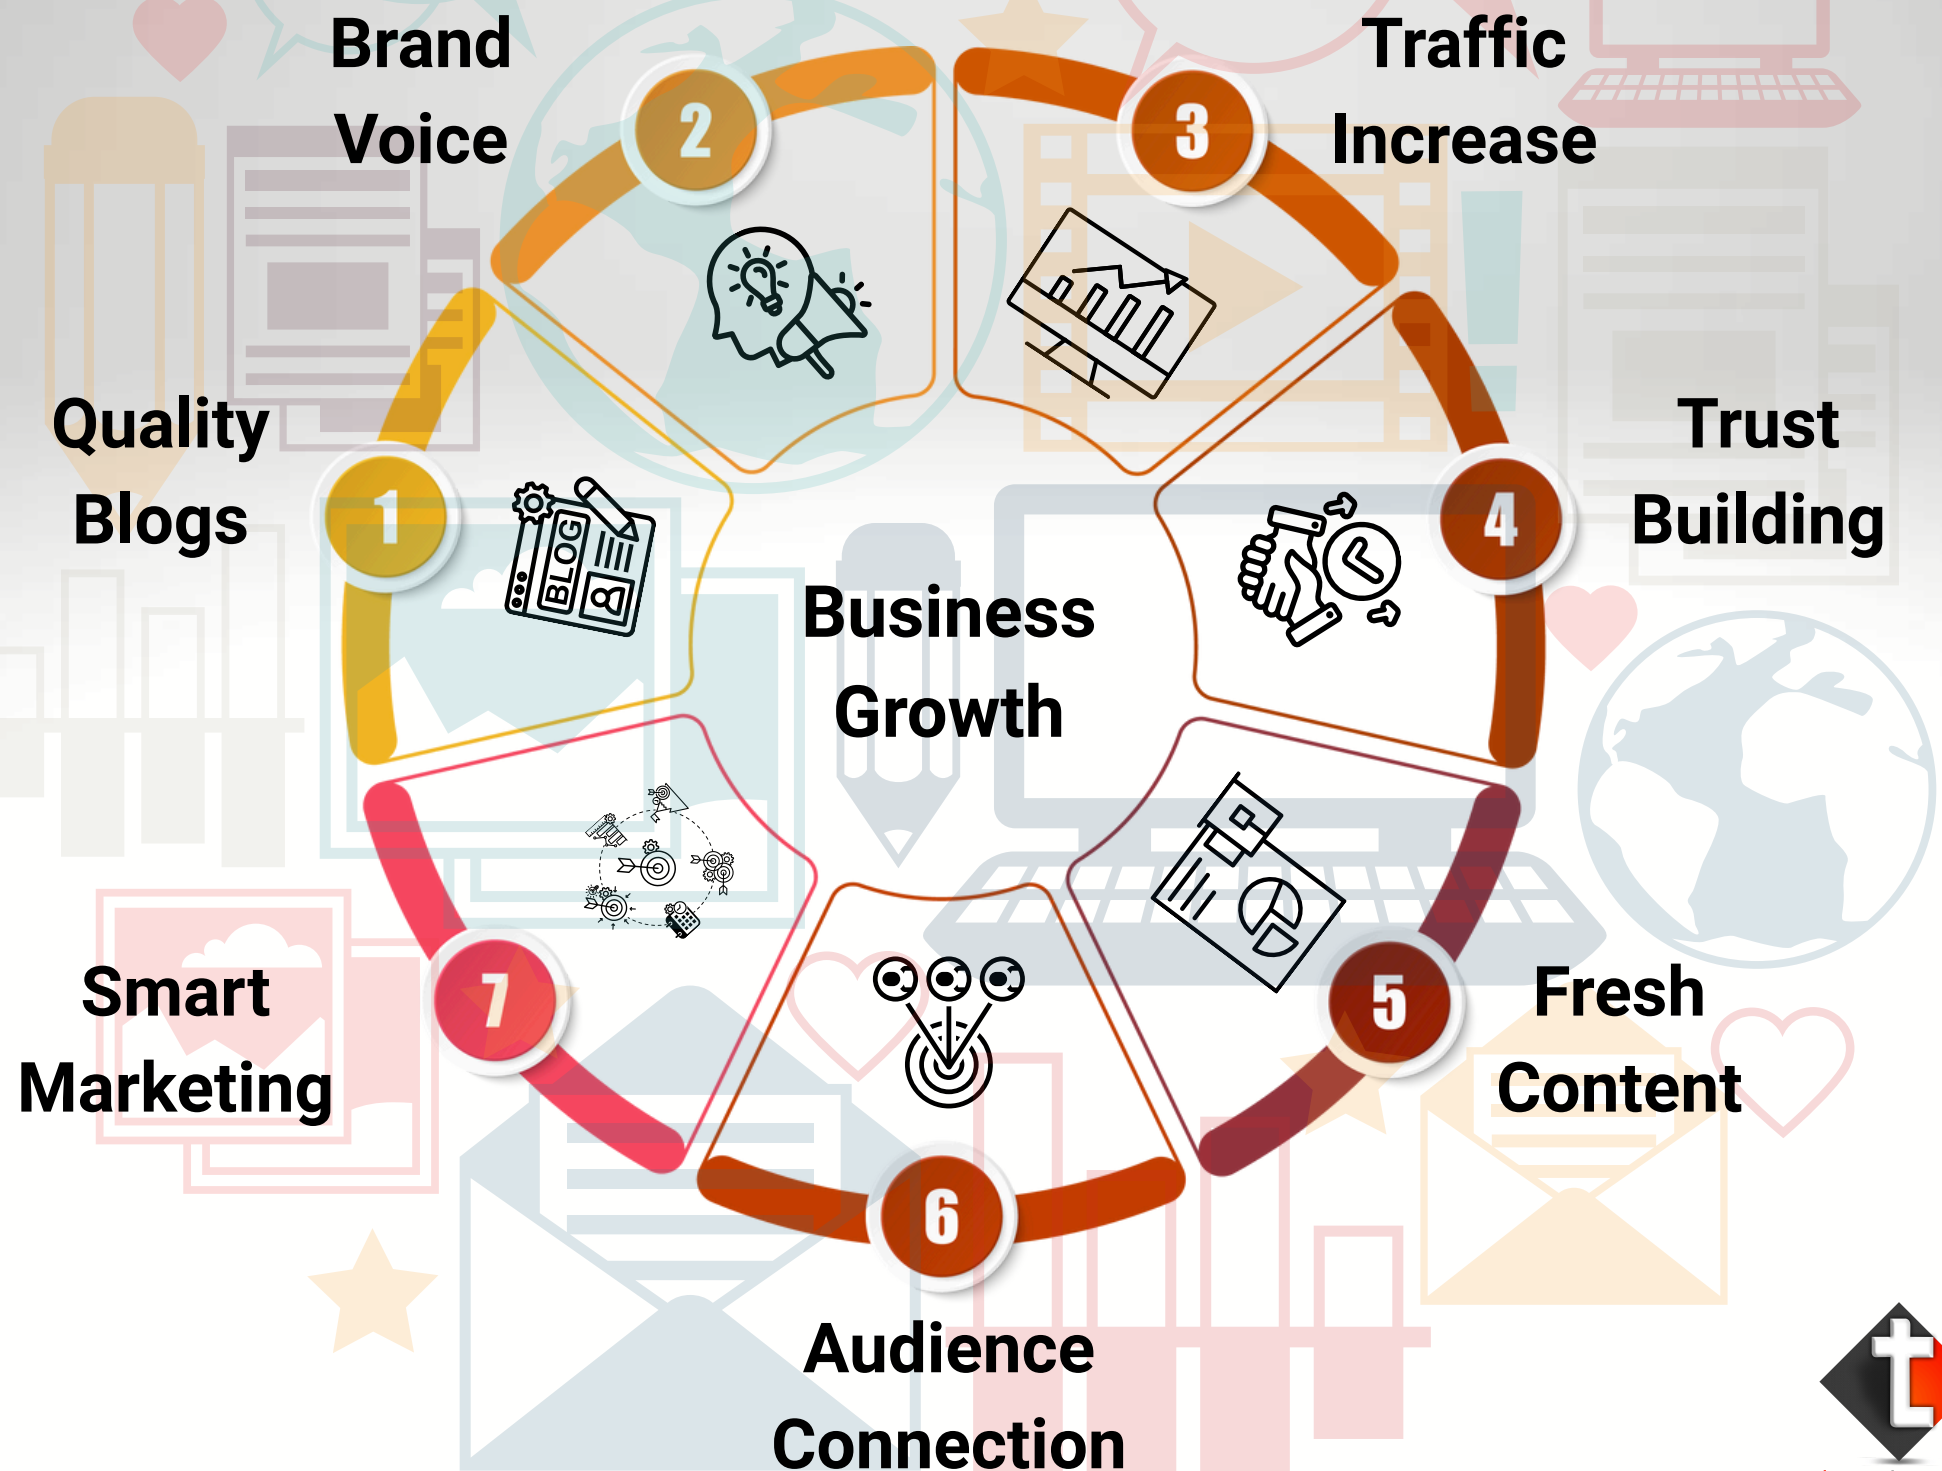 Brand
Voice
2
3
Traffic
Increase
Quality
Blogs
1
BLOG
4
Trust
Building
Business
Growth
Smart
Marketing
7
5
Fresh
Content
6
Audience
Connection
t